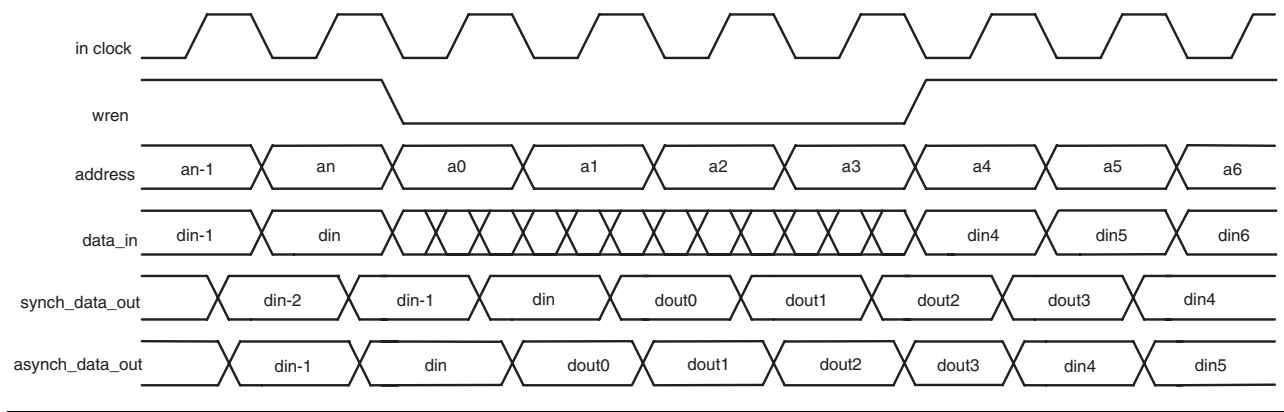 in clock
wren
address an-1 an a0 a1 a2 a3 a4 a5 a6
data_in din-1 din din4 din5 din6
synch_data_out din-2 din-1 din dout0 dout1 dout2 dout3 din4
asynch_data_out din-1 din dout0 dout1 dout2 dout3 din4 din5